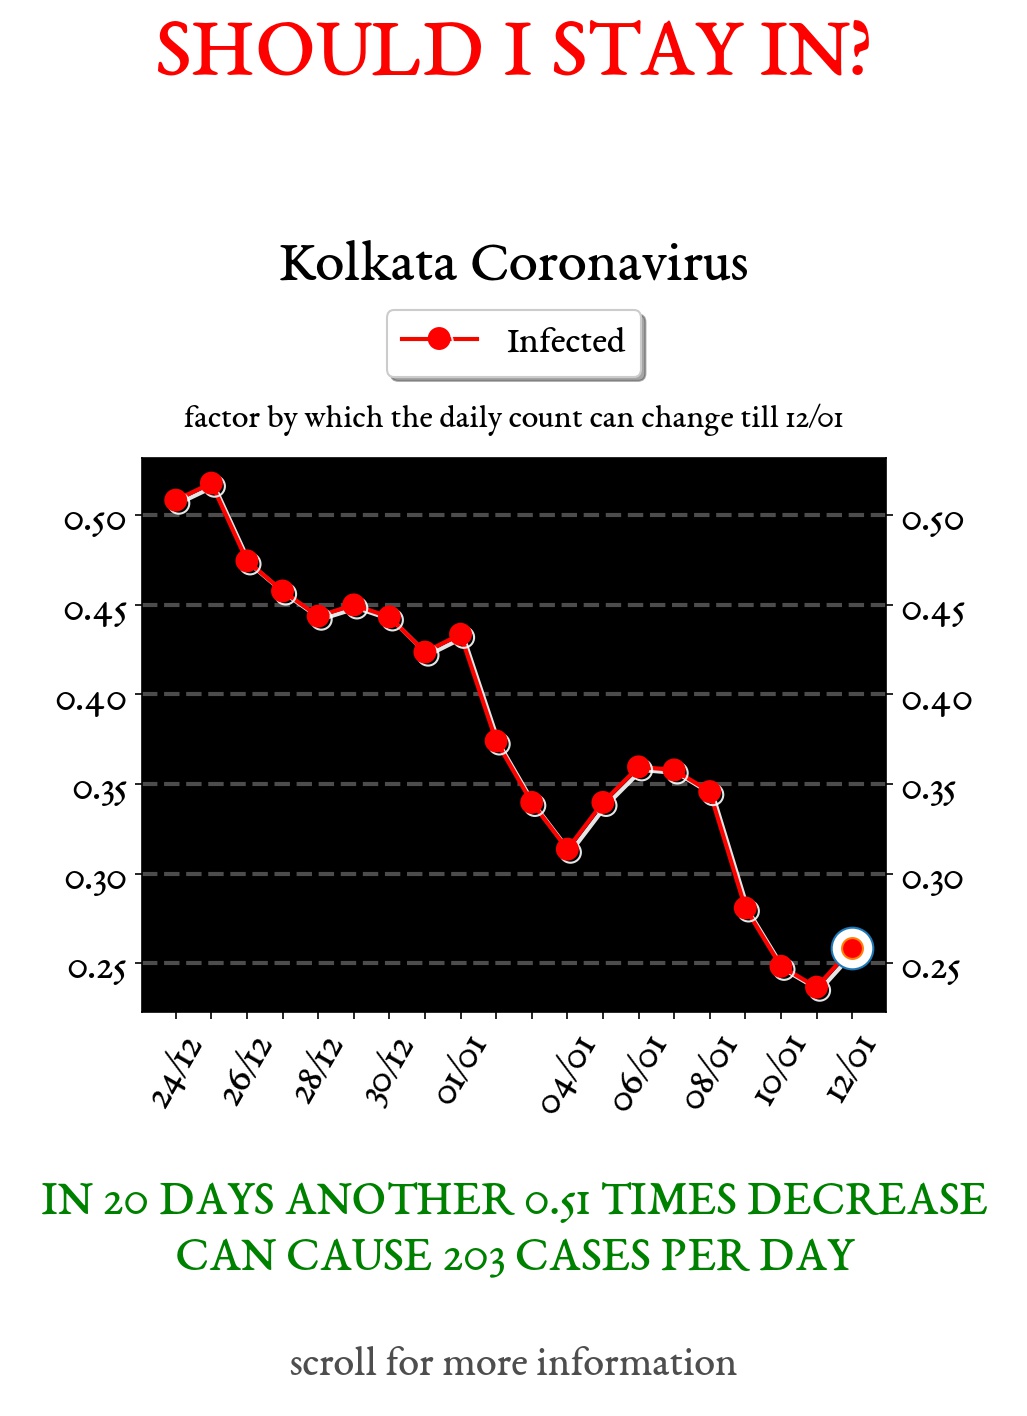 SHOULD I STAY IN?
Kolkata Coronavirus
Infected
factor by which the daily count can change till 12/01
0.50 0.50
0.45 0.45
0.40 0.40
0.35 0.35
0.30 0.30
0.25 0.25
24/12 26/12 28/12 30/12 01/01 04/01 06/01 08/01 10/01 12/01
IN 20 DAYS ANOTHER 0.51 TIMES DECREASE
CAN CAUSE 203 CASES PER DAY
scroll for more information